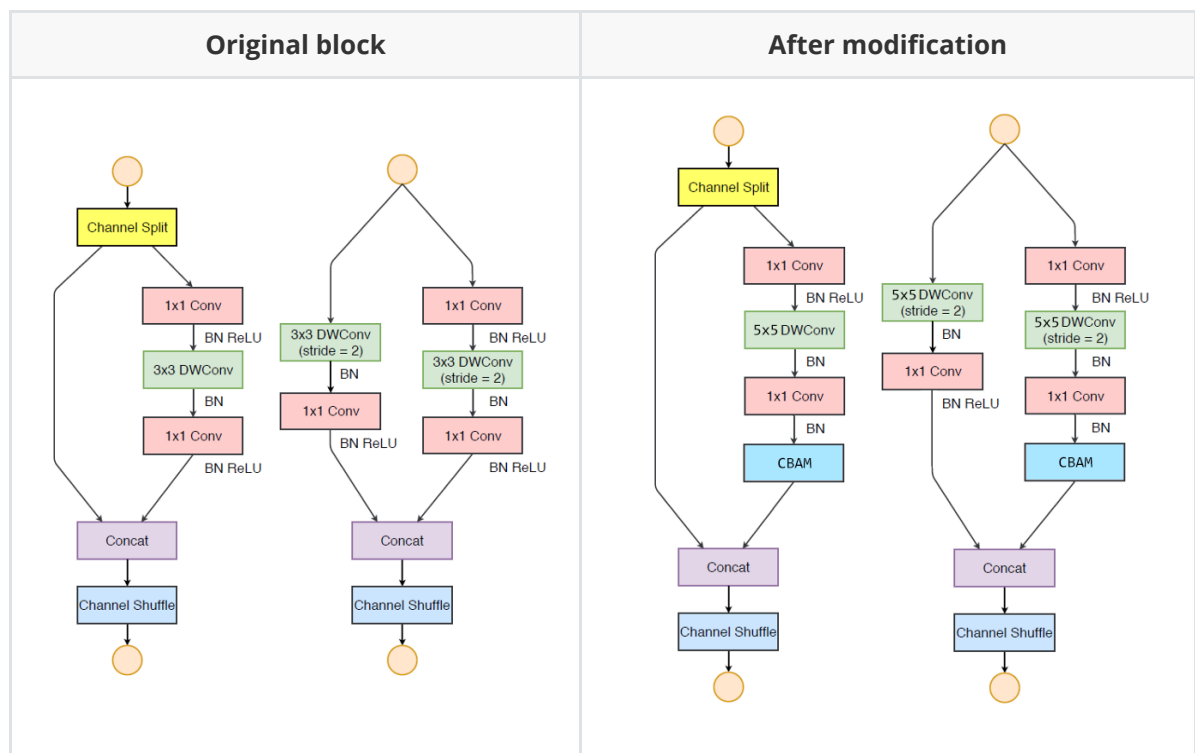 Original block
After modification
Channel Split
1x1 Conv
BN ReLU
3x3 DWConv
BN
1x1 Conv
BN ReLU
Concat
Channel Shuffle
3x3 DWConv
(stride = 2)
BN
1x1 Conv
BN ReLU
1x1 Conv
BN ReLU
3x3 DWConv
(stride = 2)
BN
1x1 Conv
BN ReLU
Concat
Channel Shuffle
Channel Split
1x1 Conv
BN ReLU
5x5 DWConv
BN
1x1 Conv
BN
CBAM
Concat
Channel Shuffle
5x5 DWConv
(stride = 2)
BN
1x1 Conv
BN ReLU
1x1 Conv
BN ReLU
5x5 DWConv
(stride = 2)
BN
1x1 Conv
BN
CBAM
Concat
Channel Shuffle